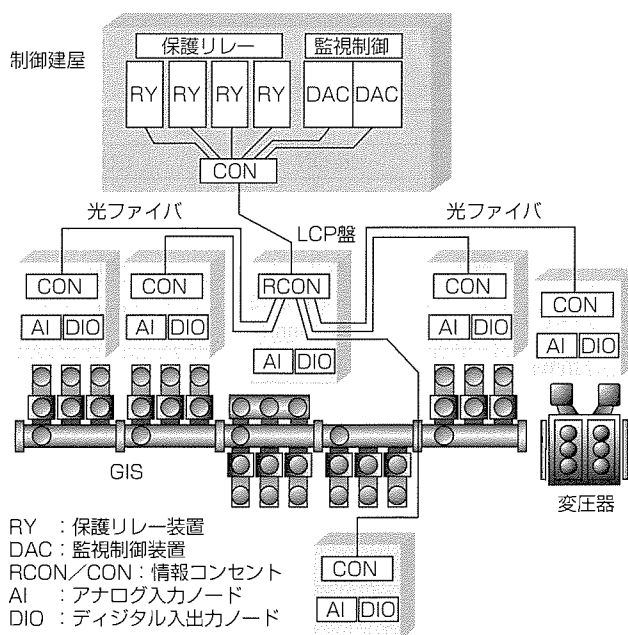 制御建屋
保護リレー
監視制御
RY RY RY RY DAC DAC
CON
光ファイバ
LCP盤
光ファイバ
CON
AI DIO
CON
AI DIO
RCON
AI DIO
CON
AI DIO
CON
AI DIO
GIS
変圧器
CON
AI DIO
RY :保護リレー装置
DAC:監視制御装置
RCON/CON:情報コンセント
AI :アナログ入力ノード
DIO :ディジタル入出力ノード